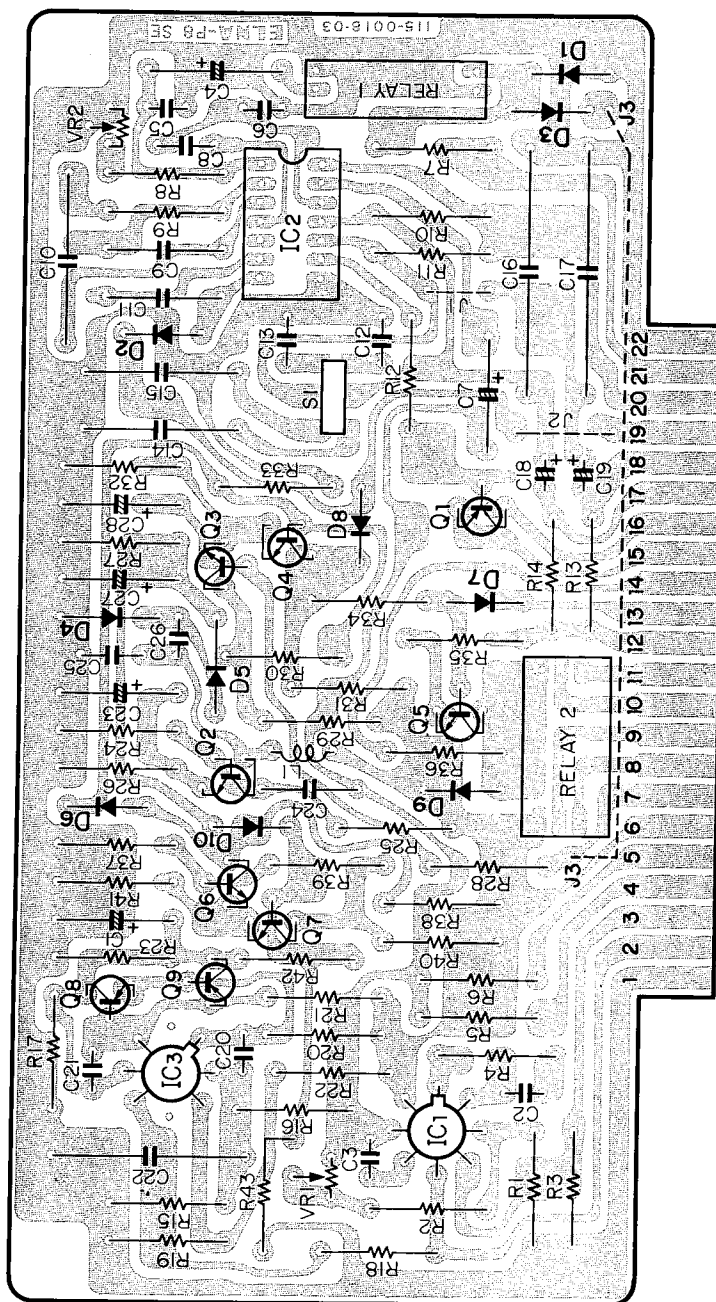 115-0016-03
ELNA-P8 SE
RELAY 1
D1
D3
J3
C4
C5
C6
C8
VR2
R7
R8
R9
R10
R11
IC2
C9
C10
C11
C16
C17
J1
D2
C13
C12
C15
S1
R12
C7
C14
J2
R32
R33
C18
C19
C28
Q3
Q4
D8
Q1
R27
C27
R14
R13
D4
R34
D7
C26
C25
R35
R30
D5
C23
R31
R24
R29
Q5
Q2
R26
L1
R36
RELAY 2
D6
C24
D9
D10
R25
R37
R39
R28
J3
R41
Q6
C1
R38
R23
Q7
R40
Q9
R42
Q8
R6
R21
R5
R17
R20
C20
C21
IC3
R22
R4
R16
IC1
C2
C22
R43
C3
VR1
R15
R2
R1
R3
R19
R18
22
21
20
19
18
17
16
15
14
13
12
11
10
9
8
7
6
5
4
3
2
1